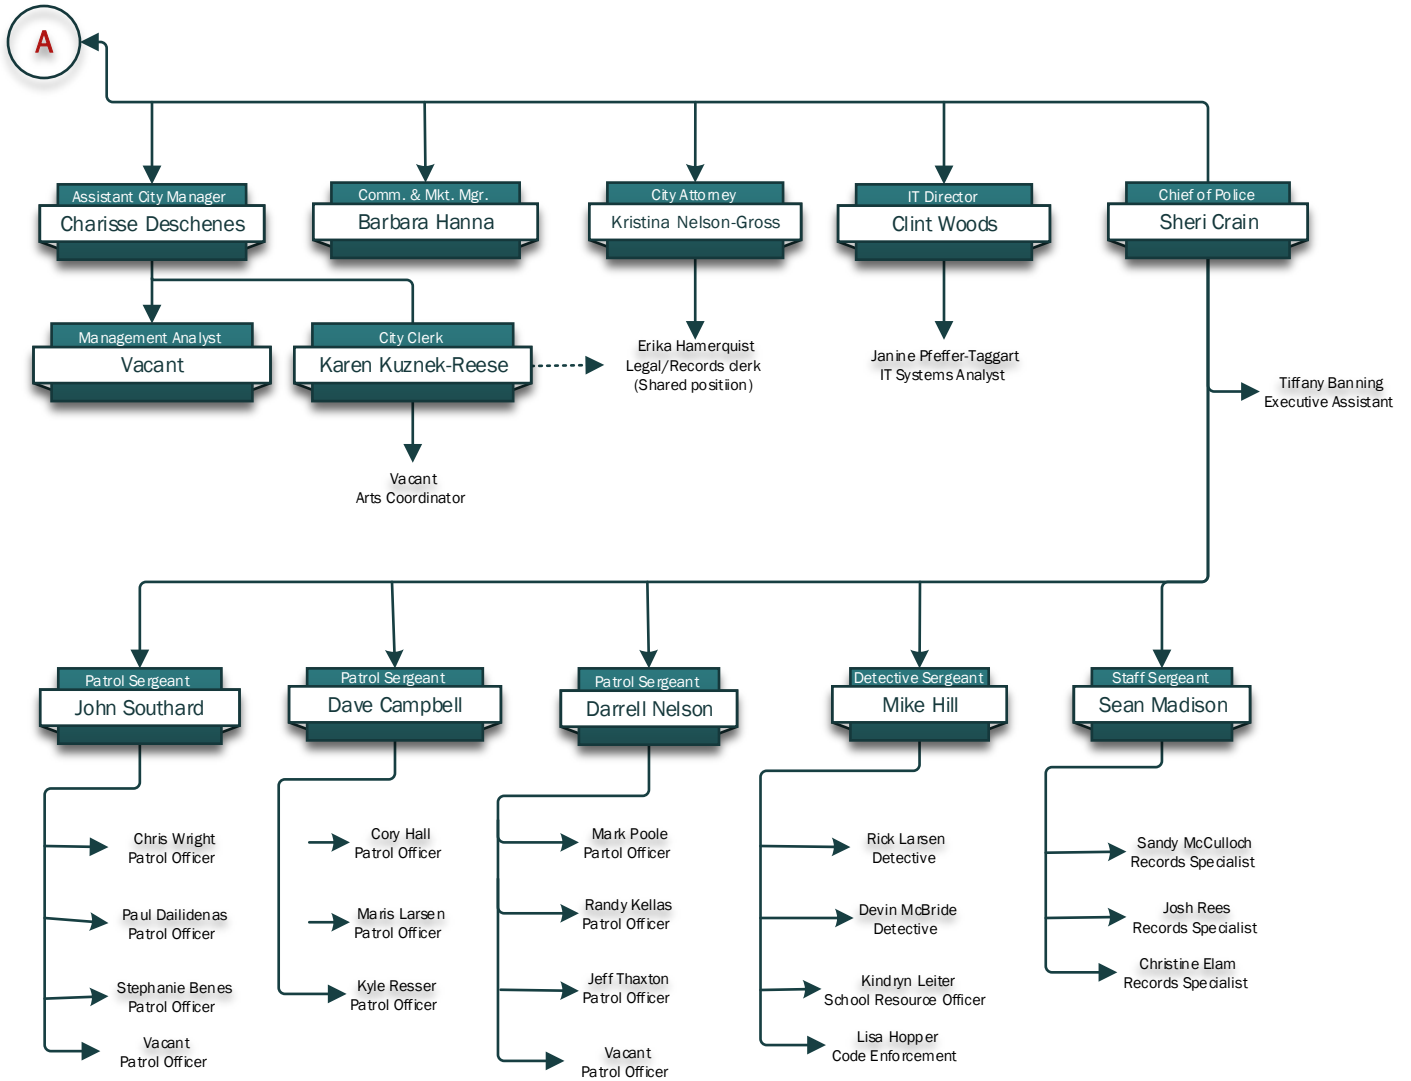 A
Assistant City Manager
Charisse Deschenes
Comm. & Mkt. Mgr.
Barbara Hanna
City Attorney
Kristina Nelson-Gross
IT Director
Clint Woods
Chief of Police
Sheri Crain
Management Analyst
Vacant
City Clerk
Karen Kuznek-Reese
Erika Hamerquist
Legal/Records clerk
(Shared positiion)
Janine Pfeffer-Taggart
IT Systems Analyst
Tiffany Banning
Executive Assistant
Vacant
Arts Coordinator
Patrol Sergeant
John Southard
Patrol Sergeant
Dave Campbell
Patrol Sergeant
Darrell Nelson
Detective Sergeant
Mike Hill
Staff Sergeant
Sean Madison
Chris Wright
Patrol Officer
Paul Dailidenas
Patrol Officer
Stephanie Benes
Patrol Officer
Vacant
Patrol Officer
Cory Hall
Patrol Officer
Maris Larsen
Patrol Officer
Kyle Resser
Patrol Officer
Mark Poole
Partol Officer
Randy Kellas
Patrol Officer
Jeff Thaxton
Patrol Officer
Vacant
Patrol Officer
Rick Larsen
Detective
Devin McBride
Detective
Kindryn Leiter
School Resource Officer
Lisa Hopper
Code Enforcement
Sandy McCulloch
Records Specialist
Josh Rees
Records Specialist
Christine Elam
Records Specialist